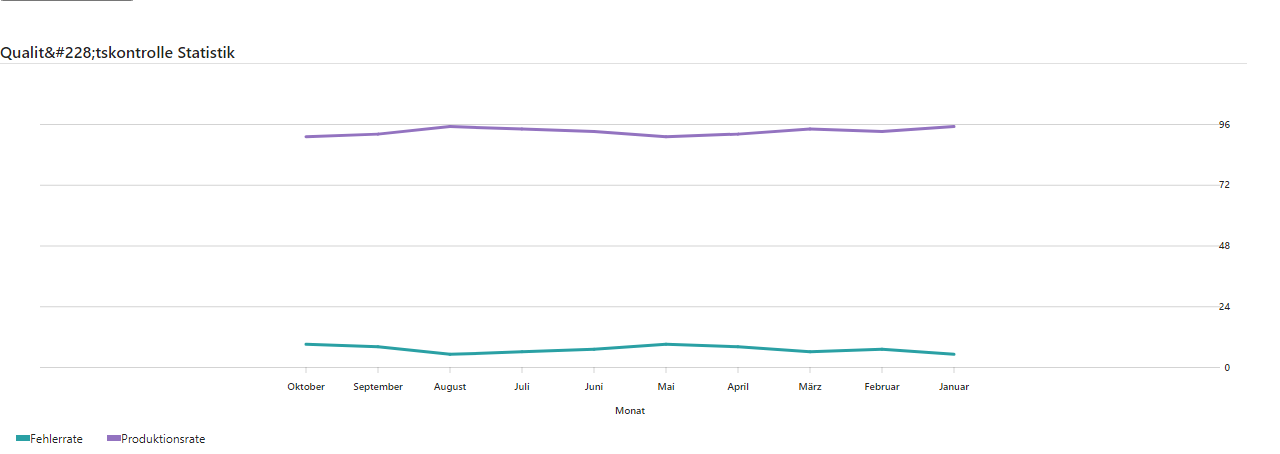 Qualit&#228;tskontrolle Statistik
96
72
48
24
0
Oktober September August Juli Juni Mai April März Februar Januar
Monat
Fehlerrate Produktionsrate